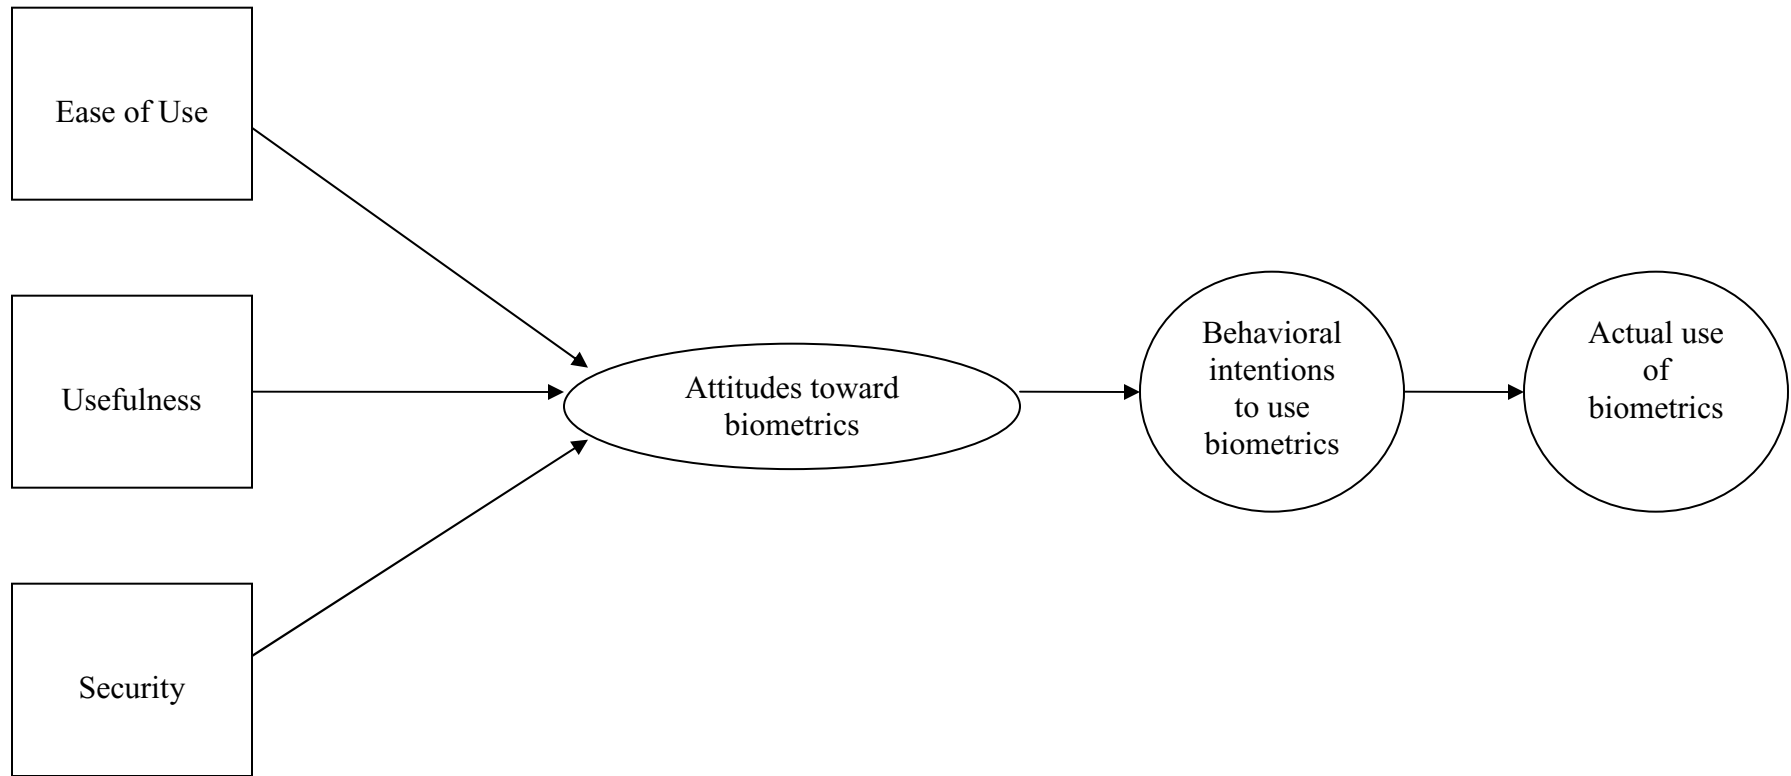 Ease of Use
Usefulness
Security
Attitudes toward
biometrics
Behavioral
intentions
to use
biometrics
Actual use
of
biometrics